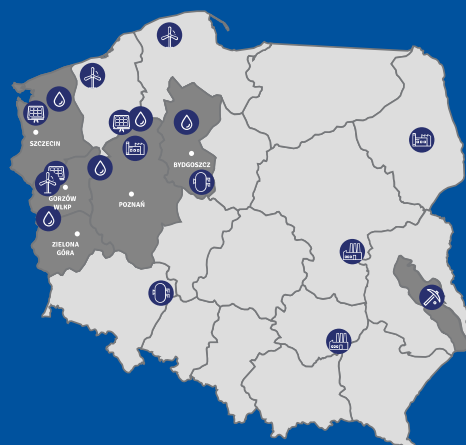 SZCZECIN
BYDGOSZCZ
GORZÓW
WLKP
POZNAŃ
ZIELONA
GÓRA